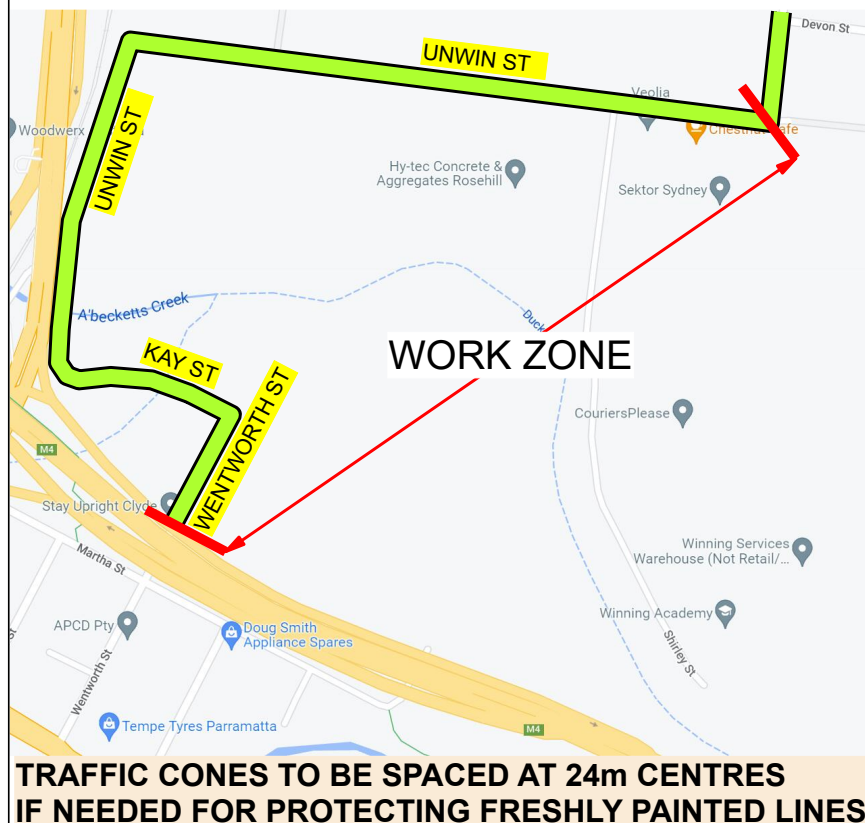 Devon St
UNWIN ST
Veolia
Woodwerx
UNWIN ST
Hy-tec Concrete &
Aggregates Rosehill
Sektor Sydney
A'becketts Creek
Duck
WORK ZONE
KAY ST
WENTWORTH ST
CouriersPlease
M4
Stay Upright Clyde
Martha St
Winning Services
Warehouse (Not Retail/...
Winning Academy
APCD Pty
Doug Smith
Appliance Spares
Shirley St
Wentworth St
Tempe Tyres Parramatta
M4
TRAFFIC CONES TO BE SPACED AT 24m CENTRES
IF NEEDED FOR PROTECTING FRESHLY PAINTED LINES